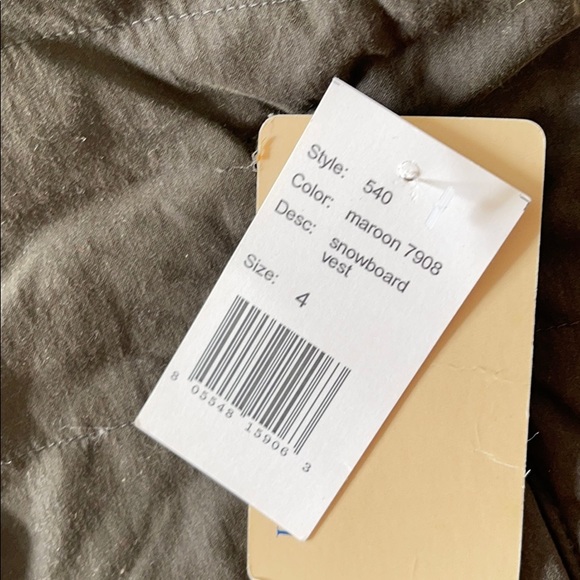 Style: 540
Color: maroon 7908
Desc: snowboard
vest
Size: 4
8 05548 15906 3